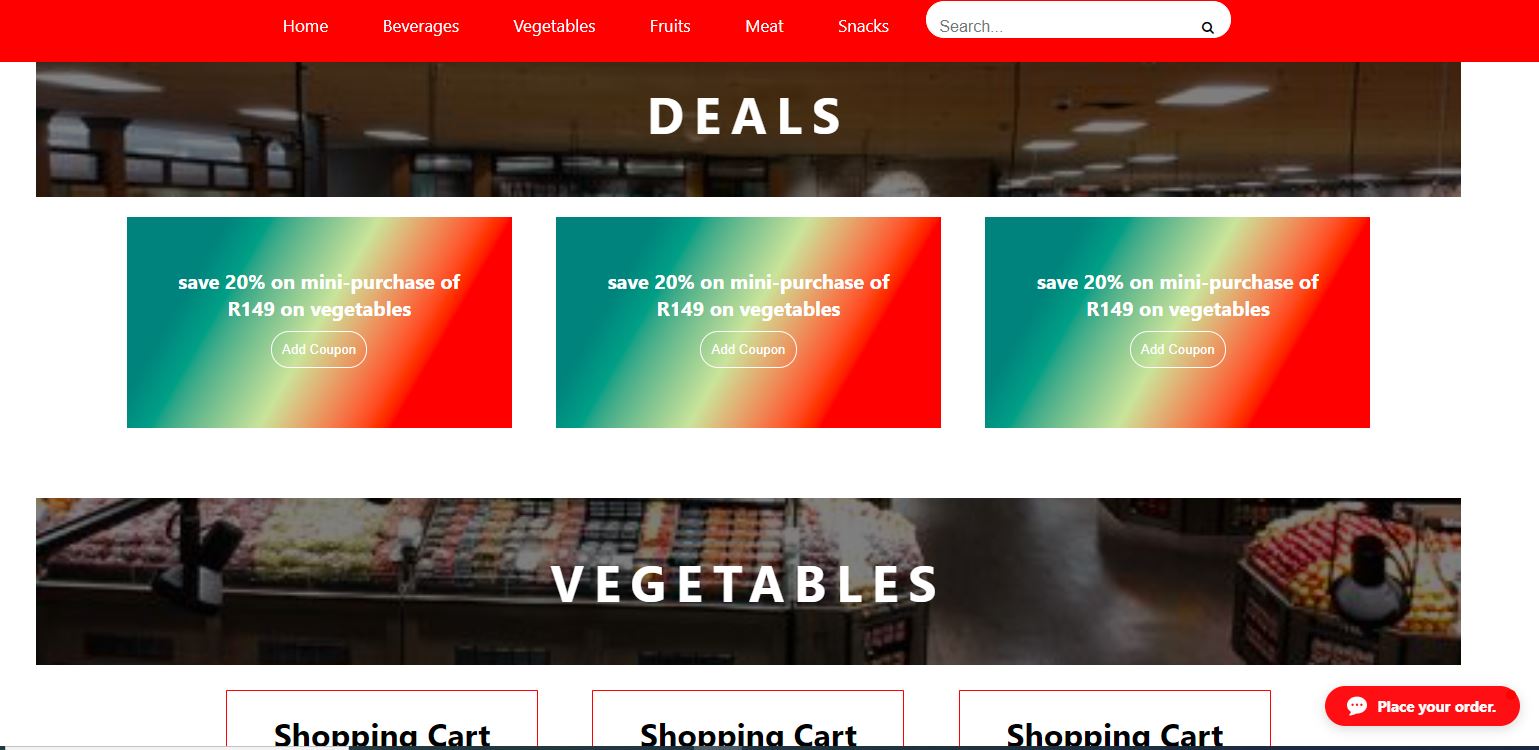 Home Beverages Vegetables Fruits Meat Snacks Search...
DEALS
save 20% on mini-purchase of
R149 on vegetables
Add Coupon
save 20% on mini-purchase of
R149 on vegetables
Add Coupon
save 20% on mini-purchase of
R149 on vegetables
Add Coupon
VEGETABLES
Shopping Cart
Shopping Cart
Shopping Cart
Place your order.